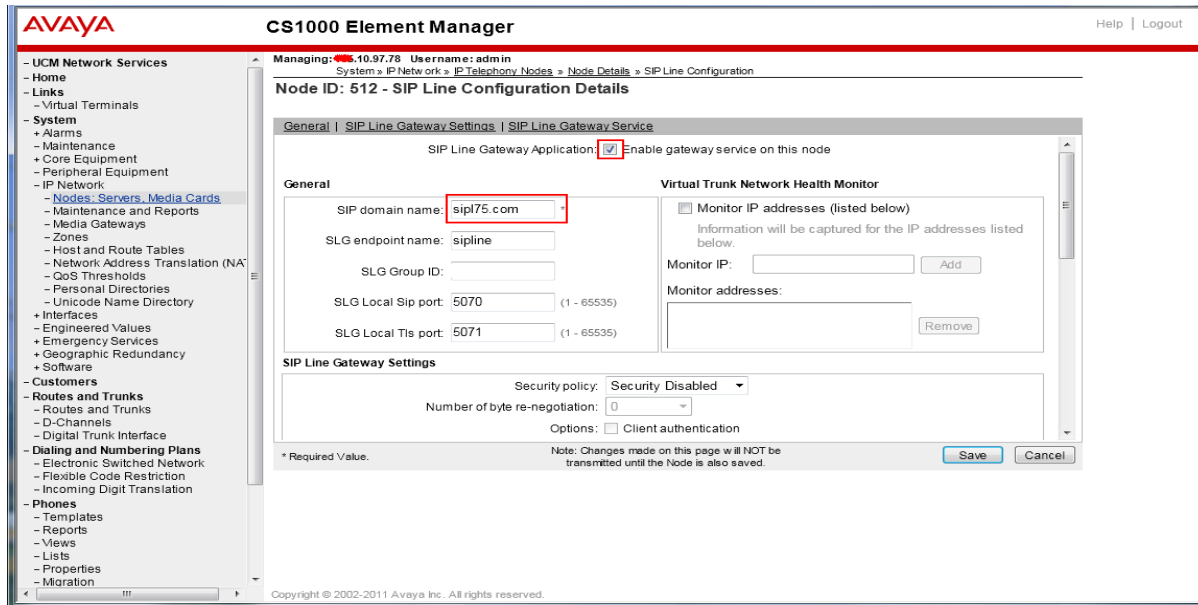 AVAYA
CS1000 Element Manager
Help | Logout
Managing: .10.97.78 Username: admin
System » IP Network » IP Telephony Nodes » Node Details » SIP Line Configuration
Node ID: 512 - SIP Line Configuration Details
– UCM Network Services
– Home
– Links
– Virtual Terminals
– System
+ Alarms
– Maintenance
+ Core Equipment
– Peripheral Equipment
– IP Network
– Nodes: Servers, Media Cards
– Maintenance and Reports
– Media Gateways
– Zones
– Host and Route Tables
– Network Address Translation (NA
– QoS Thresholds
– Personal Directories
– Unicode Name Directory
+ Interfaces
– Engineered Values
+ Emergency Services
+ Geographic Redundancy
+ Software
– Customers
– Routes and Trunks
– Routes and Trunks
– D-Channels
– Digital Trunk Interface
– Dialing and Numbering Plans
– Electronic Switched Network
– Flexible Code Restriction
– Incoming Digit Translation
– Phones
– Templates
– Reports
– Views
– Lists
– Properties
– Migration
General | SIP Line Gateway Settings | SIP Line Gateway Service
SIP Line Gateway Application: Enable gateway service on this node
General
SIP domain name: sipl75.com *
SLG endpoint name: sipline
SLG Group ID:
SLG Local Sip port: 5070 (1 - 65535)
SLG Local Tls port: 5071 (1 - 65535)
Virtual Trunk Network Health Monitor
Monitor IP addresses (listed below)
Information will be captured for the IP addresses listed
below.
Monitor IP: Add
Monitor addresses:
Remove
SIP Line Gateway Settings
Security policy: Security Disabled
Number of byte re-negotiation: 0
Options: Client authentication
* Required Value.
Note: Changes made on this page will NOT be
transmitted until the Node is also saved.
Save Cancel
Copyright © 2002-2011 Avaya Inc. All rights reserved.